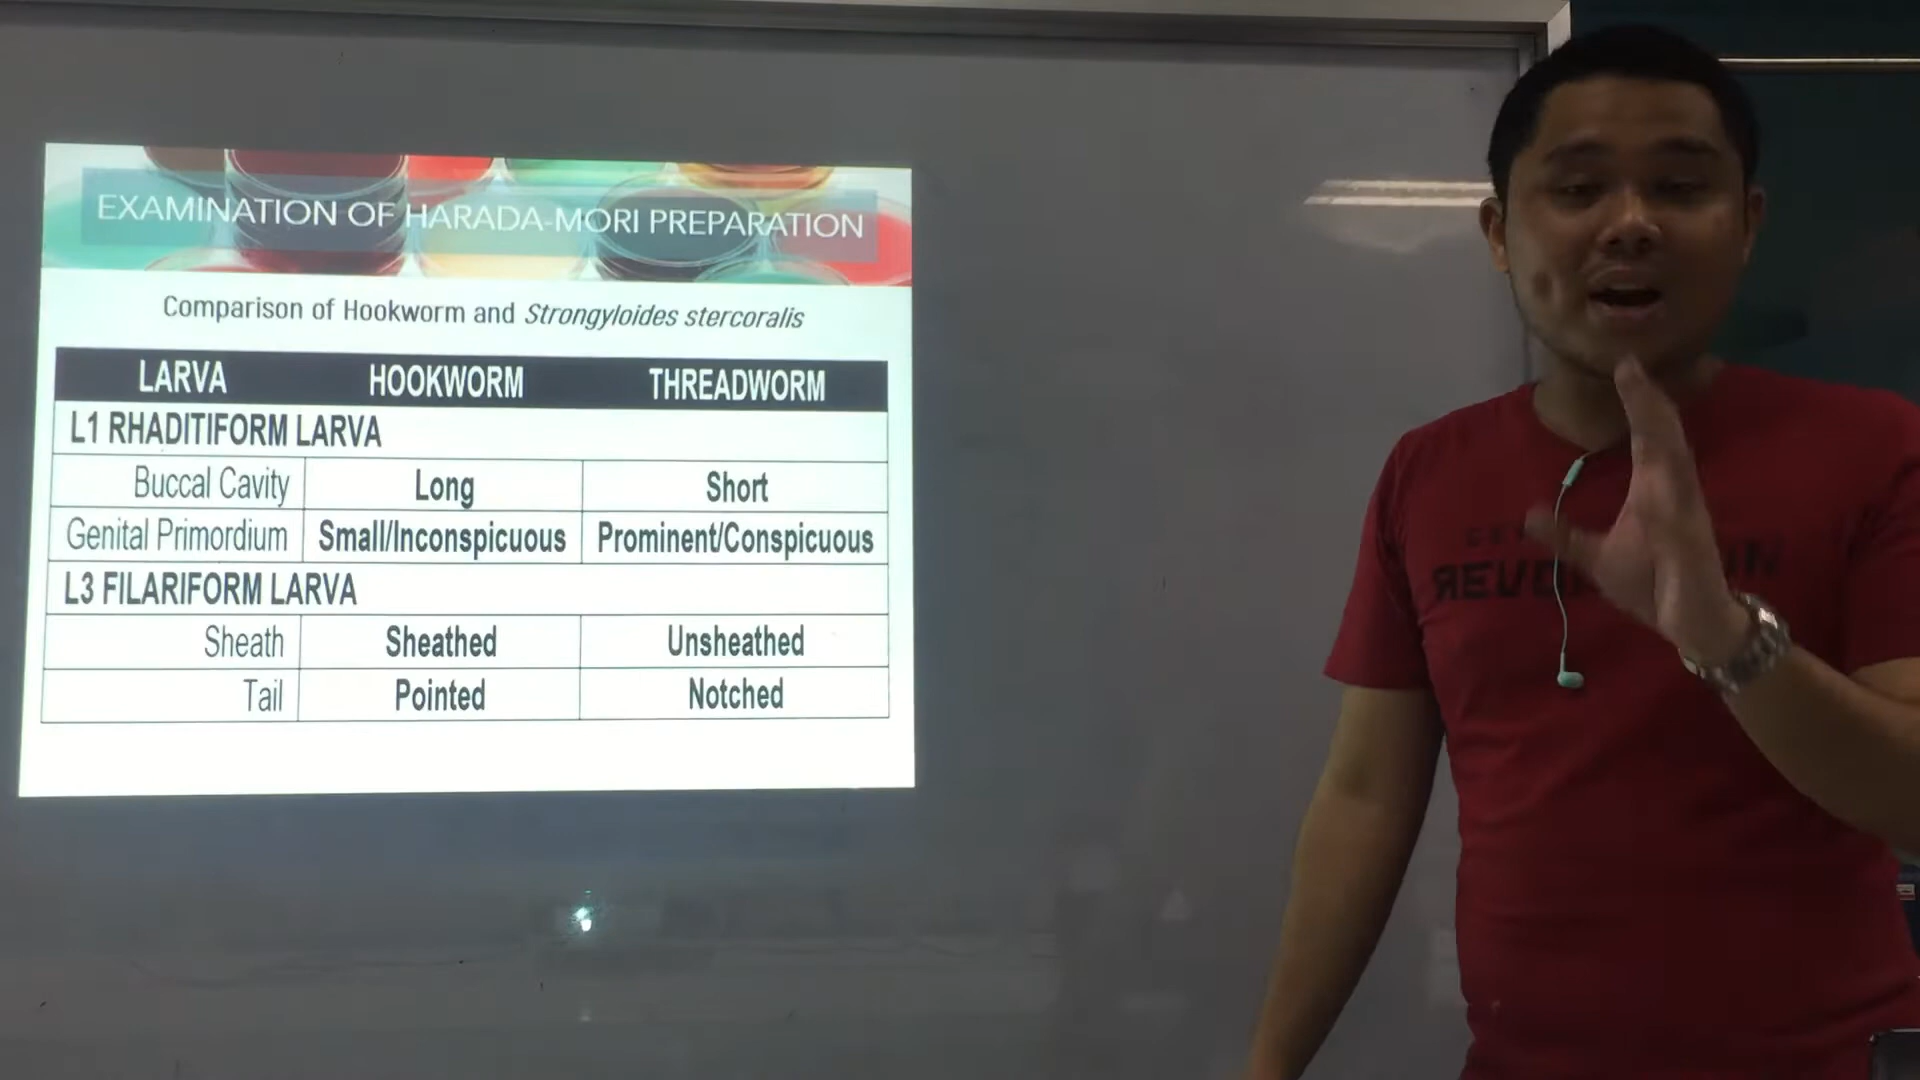 EXAMINATION OF HARADA-MORI PREPARATION
Comparison of Hookworm and Strongyloides stercoralis
LARVA HOOKWORM THREADWORM
L1 RHADITIFORM LARVA
Buccal Cavity Long Short
Genital Primordium Small/Inconspicuous Prominent/Conspicuous
L3 FILARIFORM LARVA
Sheath Sheathed Unsheathed
Tail Pointed Notched